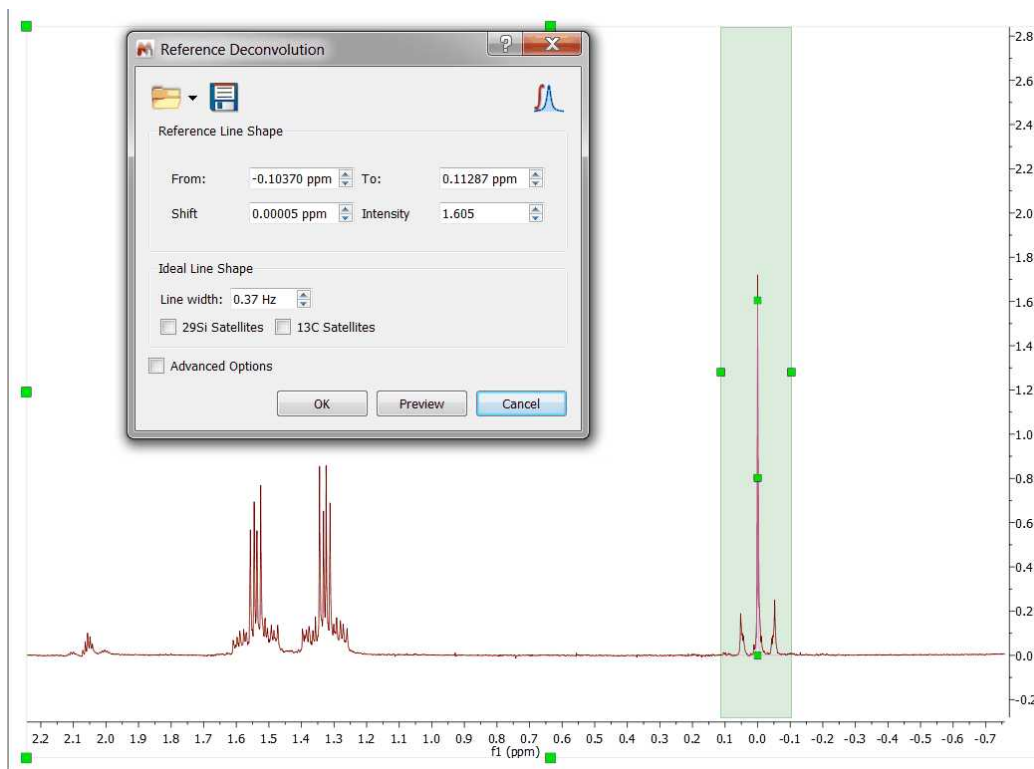 Reference Deconvolution
Reference Line Shape
From: -0.10370 ppm To: 0.11287 ppm
Shift 0.00005 ppm Intensity 1.605
Ideal Line Shape
Line width: 0.37 Hz
29Si Satellites 13C Satellites
Advanced Options
OK Preview Cancel
2.8
2.6
2.4
2.2
2.0
1.8
1.6
1.4
1.2
1.0
0.8
0.6
0.4
0.2
0.0
-0.2
2.2 2.1 2.0 1.9 1.8 1.7 1.6 1.5 1.4 1.3 1.2 1.1 1.0 0.9 0.8 0.7 0.6 0.5 0.4 0.3 0.2 0.1 0.0 -0.1 -0.2 -0.3 -0.4 -0.5 -0.6 -0.7
f1 (ppm)